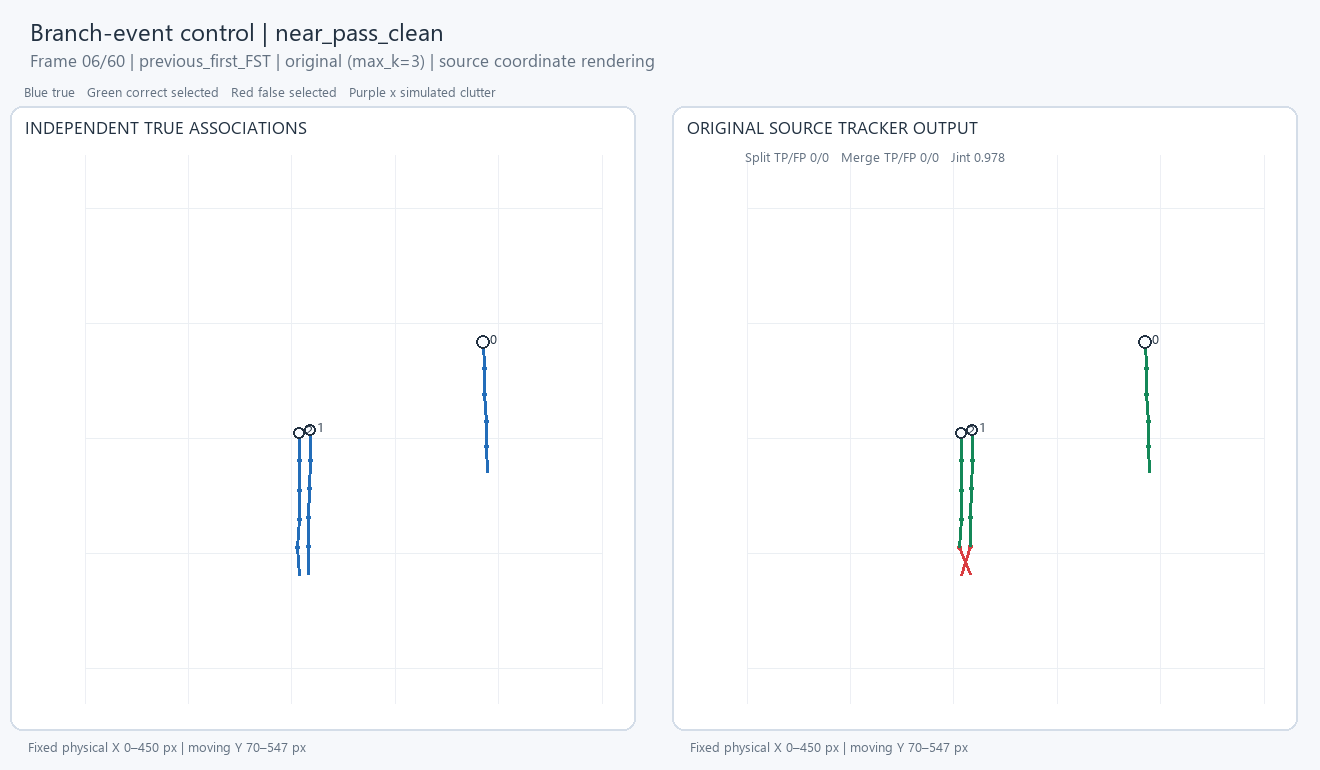 Branch-event control | near_pass_clean
Frame 06/60 | previous_first_FST | original (max_k=3) | source coordinate rendering
Blue true Green correct selected Red false selected Purple x simulated clutter
INDEPENDENT TRUE ASSOCIATIONS
0
1
Fixed physical X 0–450 px | moving Y 70–547 px
ORIGINAL SOURCE TRACKER OUTPUT
Split TP/FP 0/0 Merge TP/FP 0/0 Jint 0.978
0
1
Fixed physical X 0–450 px | moving Y 70–547 px